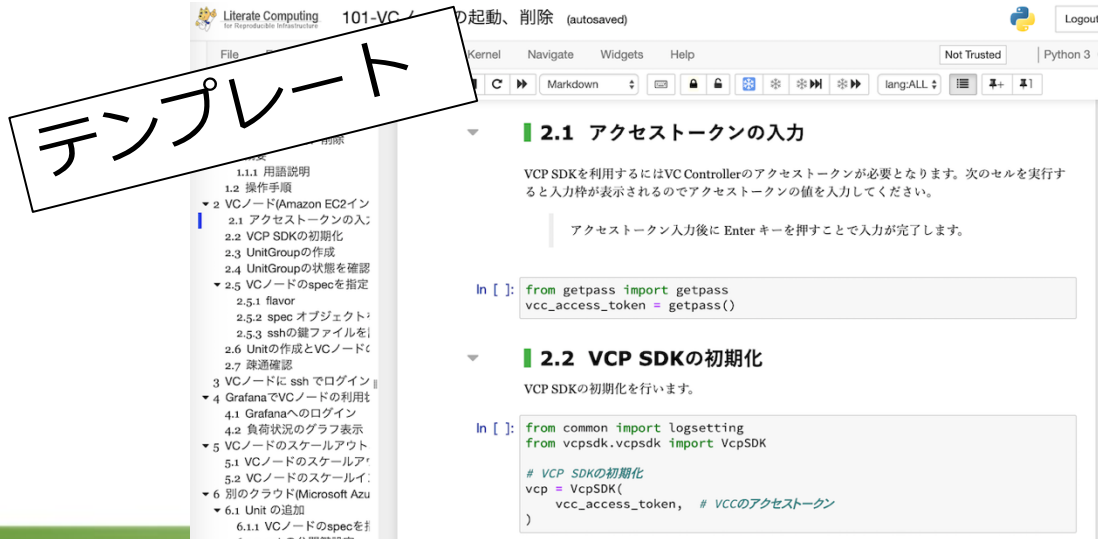 Literate Computing
for Reproducible Infrastructure
101-VCノー の起動、削除 (autosaved)
Logout
File
Kernel Navigate Widgets Help
Not Trusted
Python 3
Markdown
lang:ALL
テンプレート
削除
1.1.1 用語説明
1.2 操作手順
2 VCノード(Amazon EC2イン
2.1 アクセストークンの入力
2.2 VCP SDKの初期化
2.3 UnitGroupの作成
2.4 UnitGroupの状態を確認
2.5 VCノードのspecを指定
2.5.1 flavor
2.5.2 spec オブジェクト
2.5.3 sshの鍵ファイルを
2.6 Unitの作成とVCノードの
2.7 疎通確認
3 VCノードに ssh でログイン
4 GrafanaでVCノードの利用状
4.1 Grafanaへのログイン
4.2 負荷状況のグラフ表示
5 VCノードのスケールアウト
5.1 VCノードのスケールアウ
5.2 VCノードのスケールイ
6 別のクラウド(Microsoft Azu
6.1 Unit の追加
6.1.1 VCノードのspecを指
2.1 アクセストークンの入力
VCP SDKを利用するにはVC Controllerのアクセストークンが必要となります。次のセルを実行す
ると入力枠が表示されるのでアクセストークンの値を入力してください。
アクセストークン入力後に Enter キーを押すことで入力が完了します。
In [ ]: from getpass import getpass
vcc_access_token = getpass()
2.2 VCP SDKの初期化
VCP SDKの初期化を行います。
In [ ]: from common import logsetting
from vcpsdk.vcpsdk import VcpSDK
# VCP SDKの初期化
vcp = VcpSDK(
vcc_access_token, # VCCのアクセストークン
)